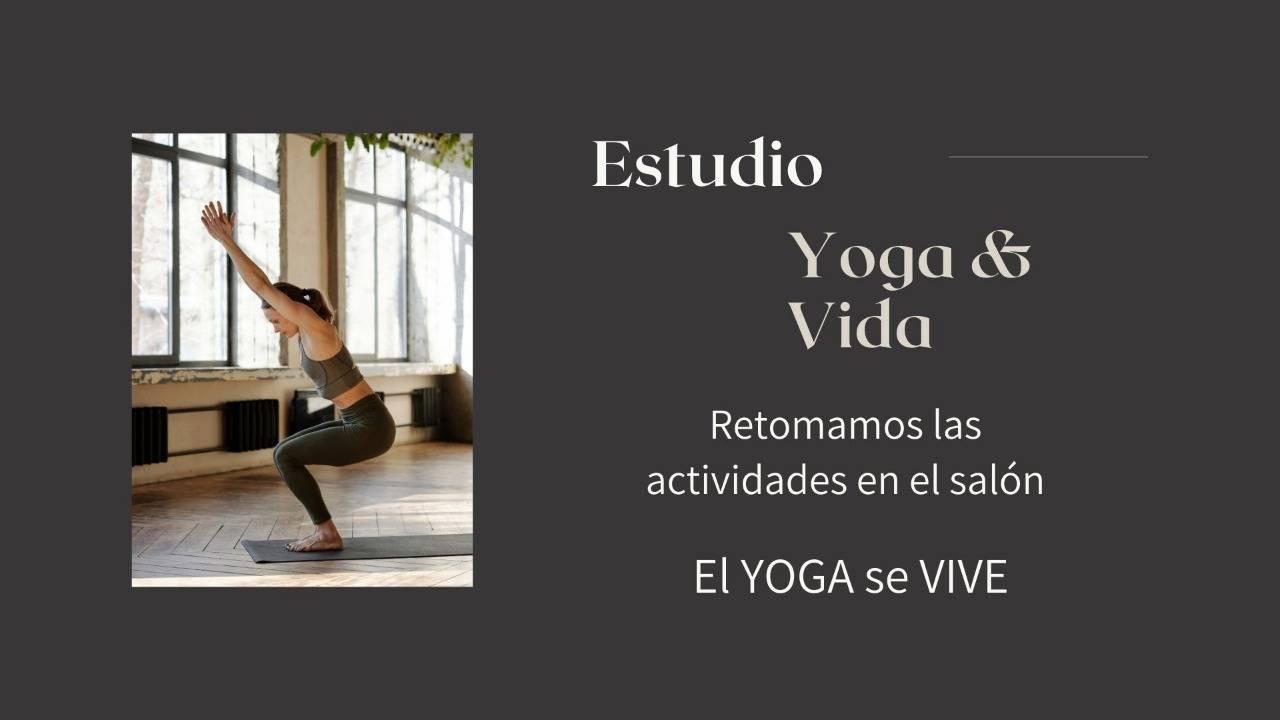 Estudio
Yoga &
Vida
Retomamos las
actividades en el salón
El YOGA se VIVE